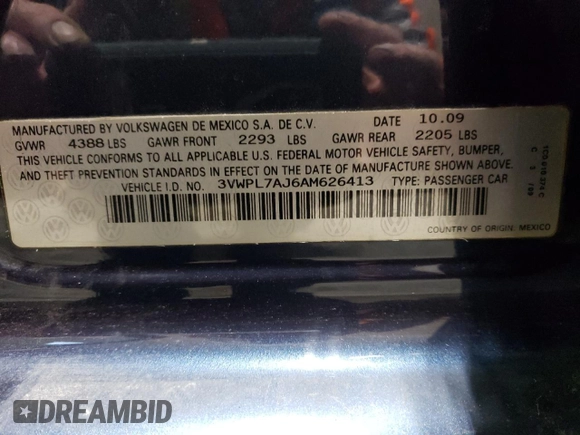 MANUFACTURED BY VOLKSWAGEN DE MEXICO S.A. DE C.V. DATE 10.09
GVWR 4388 LBS GAWR FRONT 2293 LBS GAWR REAR 2205 LBS
THIS VEHICLE CONFORMS TO ALL APPLICABLE U.S. FEDERAL MOTOR VEHICLE SAFETY, BUMPER,
AND THEFT PREVENTION STANDARDS IN EFFECT ON THE DATE OF MANUFACTURE SHOWN ABOVE.
VEHICLE I.D. NO. 3VWPL7AJ6AM626413 TYPE: PASSENGER CAR
COUNTRY OF ORIGIN: MEXICO
DREAMBID